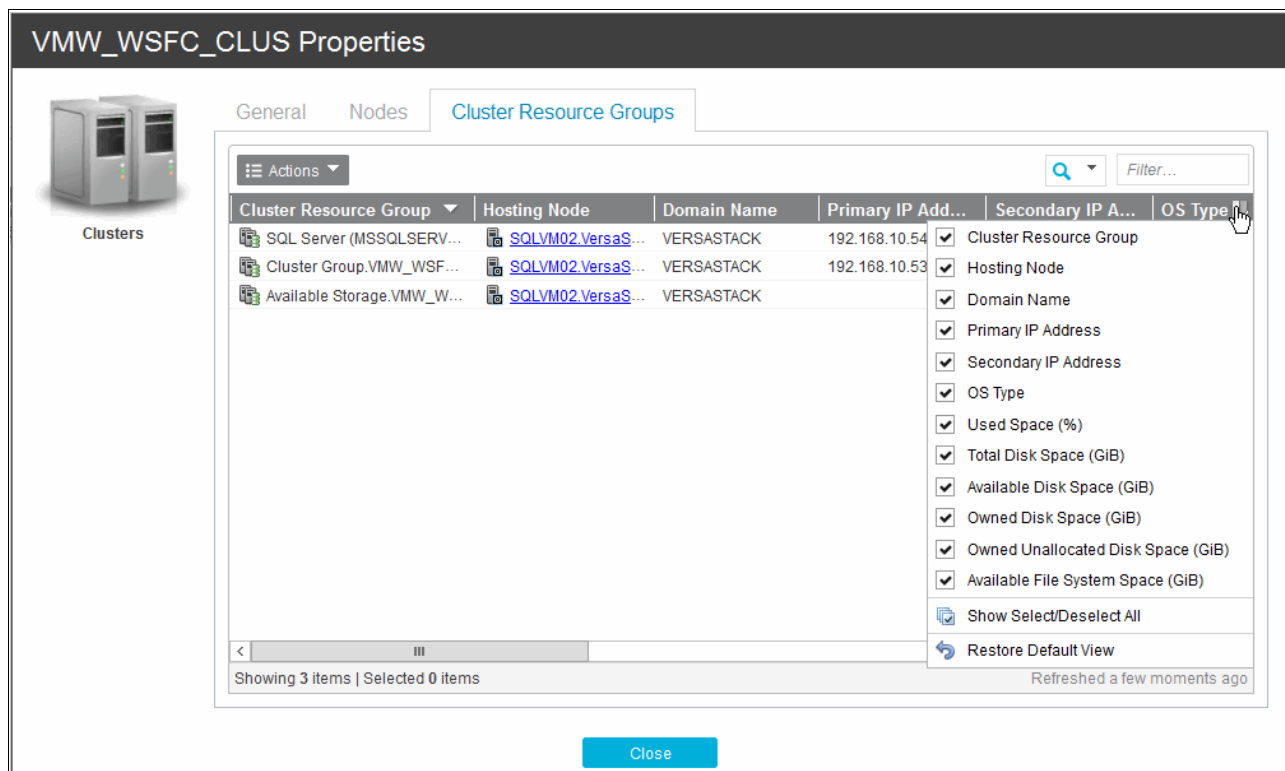 VMW_WSFC_CLUS Properties
Clusters
General Nodes Cluster Resource Groups
Actions Filter...
Cluster Resource Group Hosting Node Domain Name Primary IP Add... Secondary IP A... OS Type
SQL Server (MSSQLSERV... SQLVM02.VersaS... VERSASTACK 192.168.10.54
Cluster Group.VMW_WSF... SQLVM02.VersaS... VERSASTACK 192.168.10.53
Available Storage.VMW_W... SQLVM02.VersaS... VERSASTACK
Cluster Resource Group
Hosting Node
Domain Name
Primary IP Address
Secondary IP Address
OS Type
Used Space (%)
Total Disk Space (GiB)
Available Disk Space (GiB)
Owned Disk Space (GiB)
Owned Unallocated Disk Space (GiB)
Available File System Space (GiB)
Show Select/Deselect All
Restore Default View
Showing 3 items | Selected 0 items Refreshed a few moments ago
Close